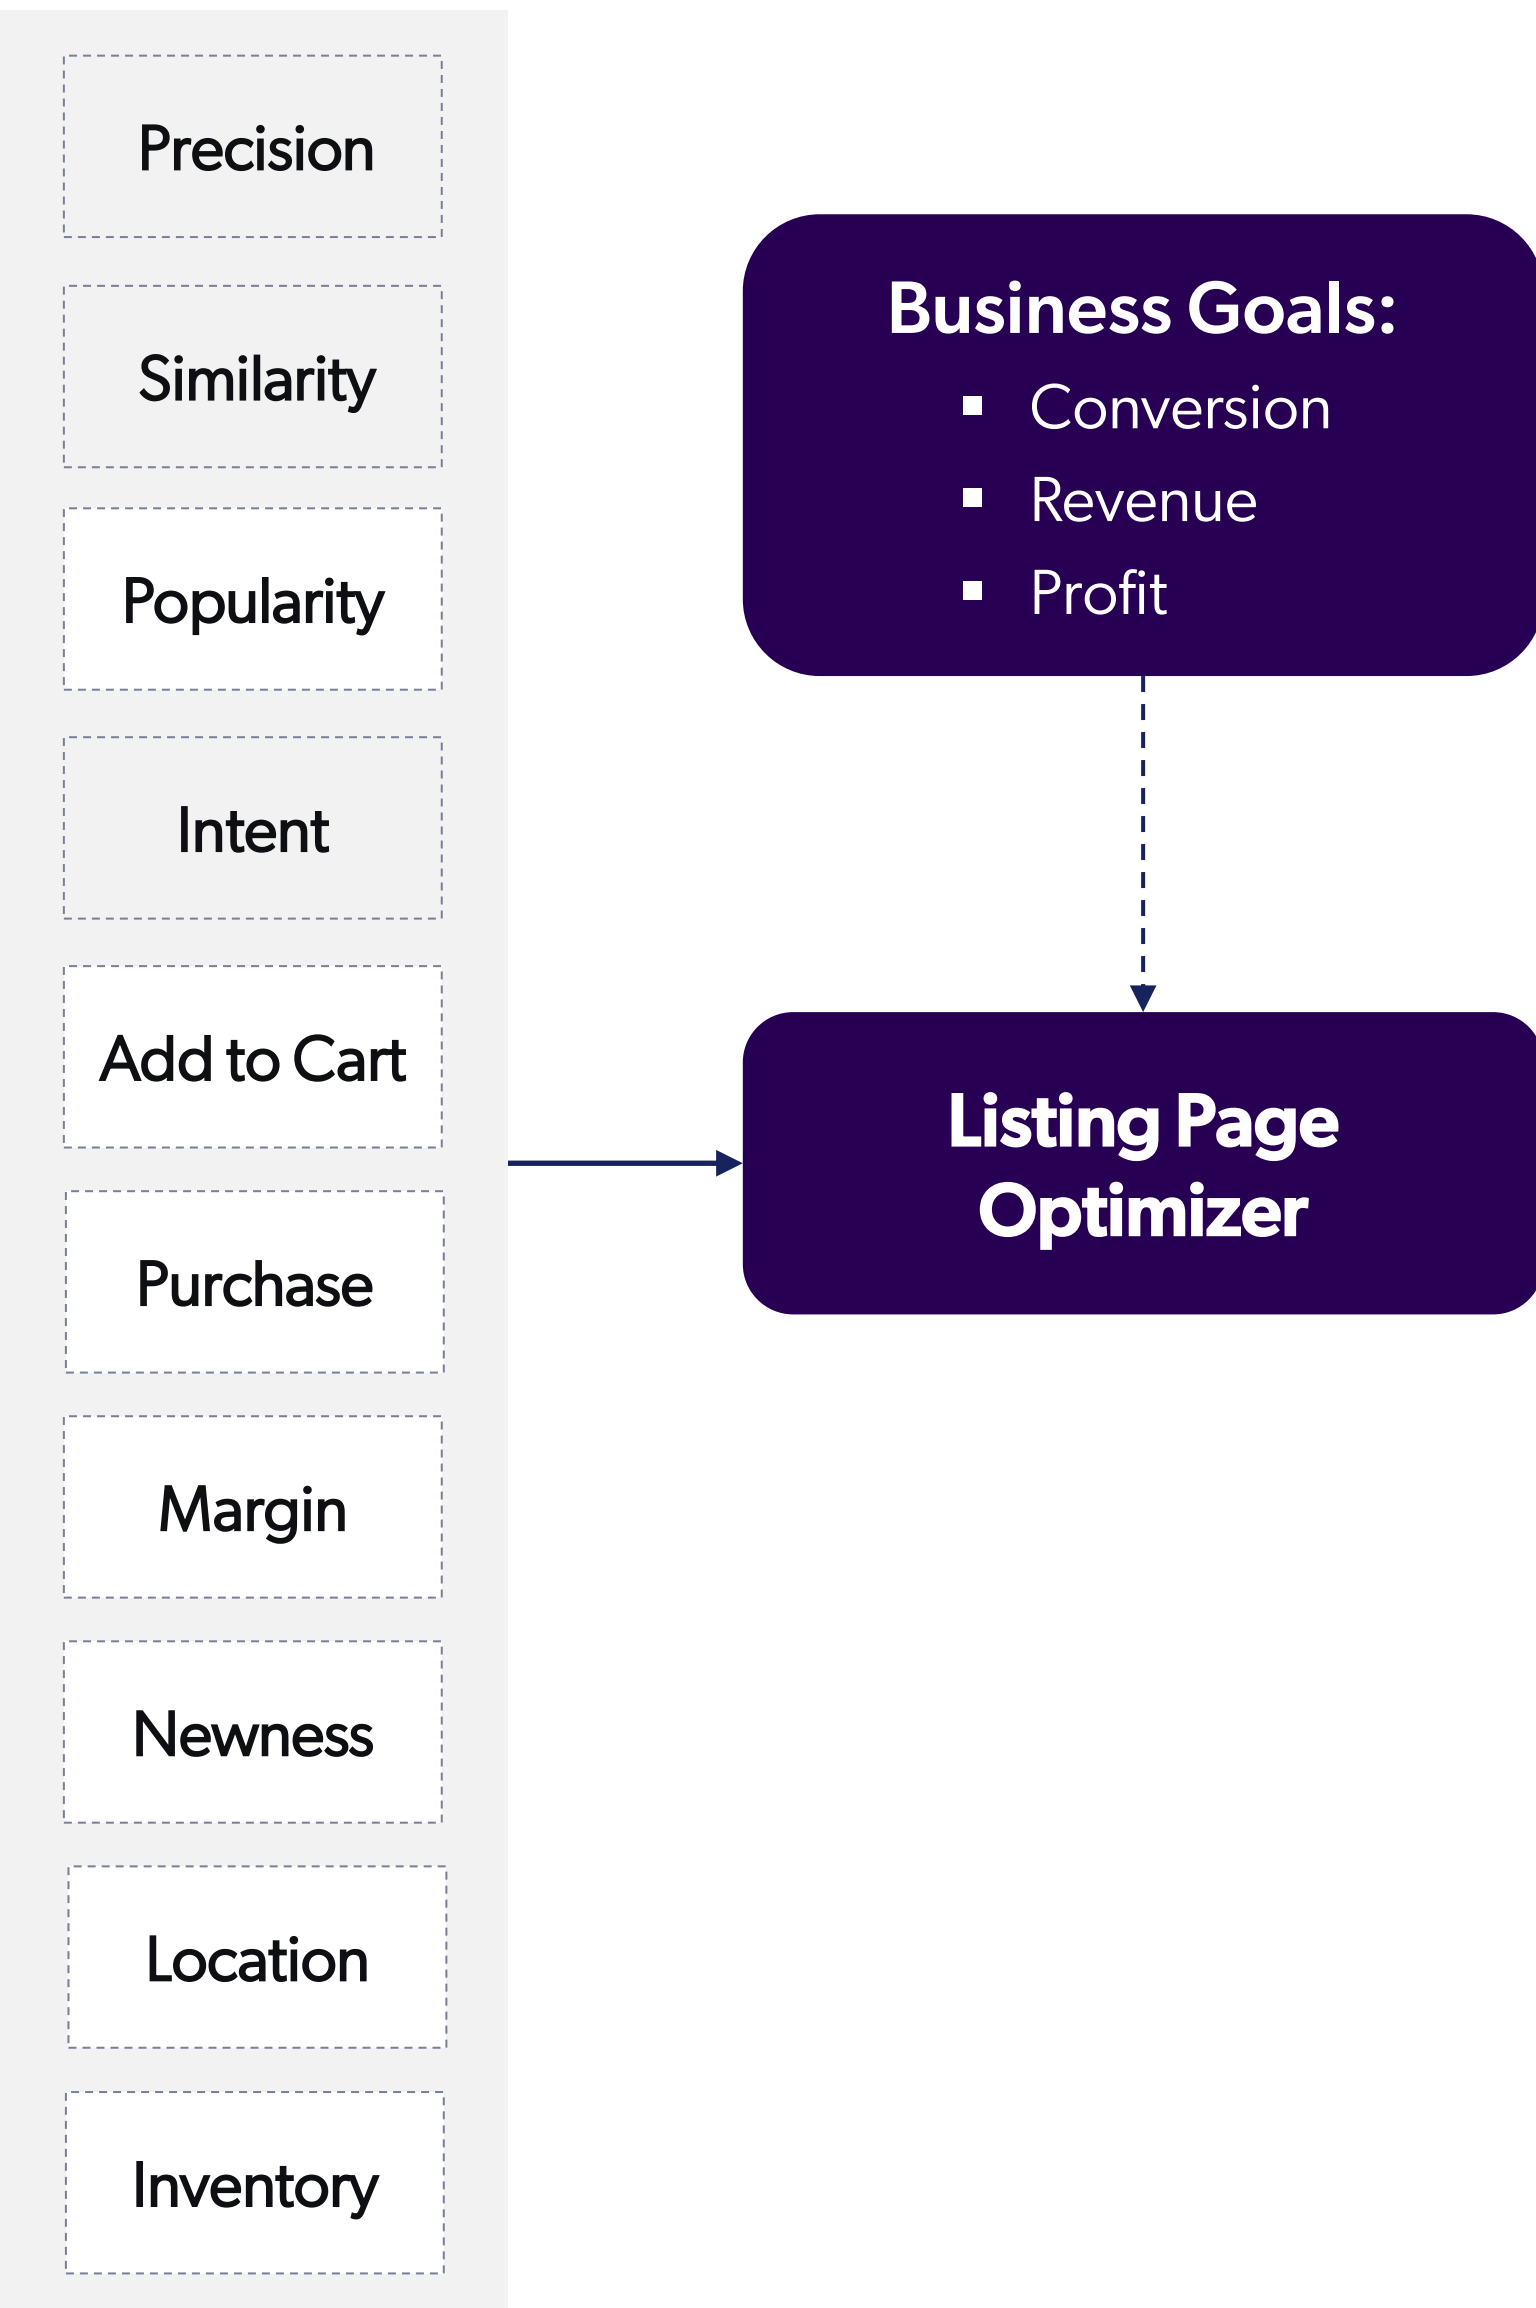 Precision
Similarity
Popularity
Intent
Add to Cart
Purchase
Margin
Newness
Location
Inventory
Business Goals:
▪ Conversion
▪ Revenue
▪ Profit
Listing Page
Optimizer